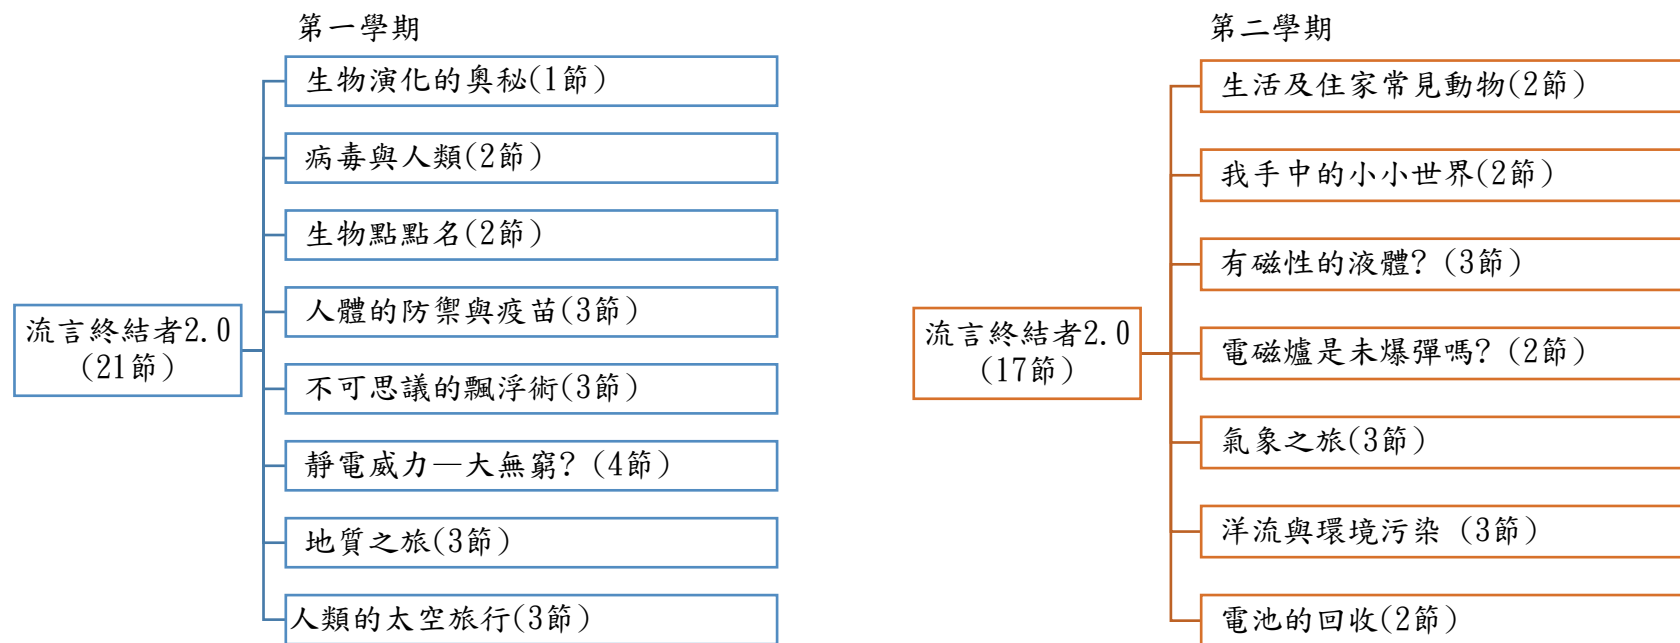 第一學期
生物演化的奧秘(1節)
病毒與人類(2節)
生物點點名(2節)
人體的防禦與疫苗(3節)
流言終結者2.0
(21節)
不可思議的飄浮術(3節)
靜電威力—大無窮? (4節)
地質之旅(3節)
人類的太空旅行(3節)
第二學期
生活及住家常見動物(2節)
我手中的小小世界(2節)
有磁性的液體? (3節)
流言終結者2.0
(17節)
電磁爐是未爆彈嗎? (2節)
氣象之旅(3節)
洋流與環境污染 (3節)
電池的回收(2節)